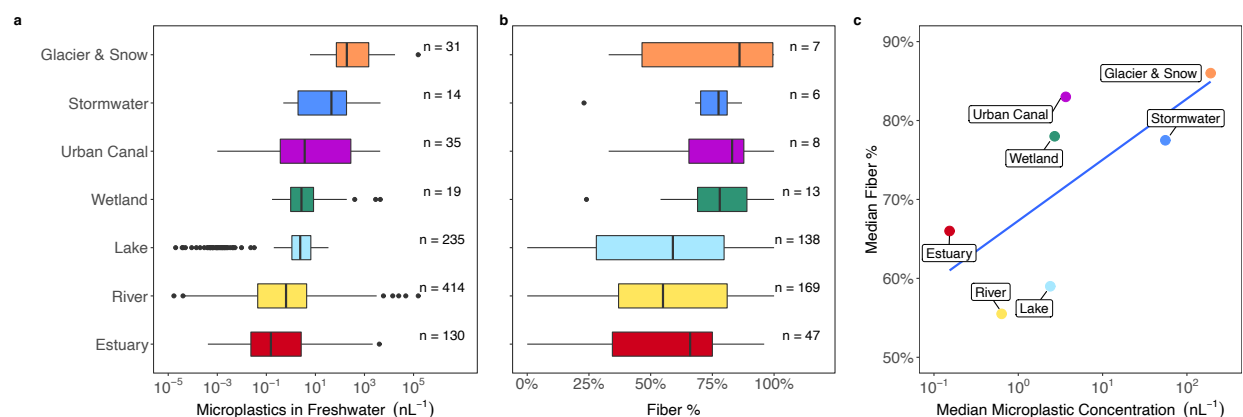 a
Glacier & Snow
Stormwater
Urban Canal
Wetland
Lake
River
Estuary
n = 31
n = 14
n = 35
n = 19
n = 235
n = 414
n = 130
10⁻⁵
10⁻³
10⁻¹
10¹
10³
10⁵
Microplastics in Freshwater (nL⁻¹)
b
n = 7
n = 6
n = 8
n = 13
n = 138
n = 169
n = 47
0%
25%
50%
75%
100%
Fiber %
c
Median Fiber %
90%
80%
70%
60%
50%
Glacier & Snow
Urban Canal
Stormwater
Wetland
Estuary
River
Lake
10⁻¹
10⁰
10¹
10²
Median Microplastic Concentration (nL⁻¹)